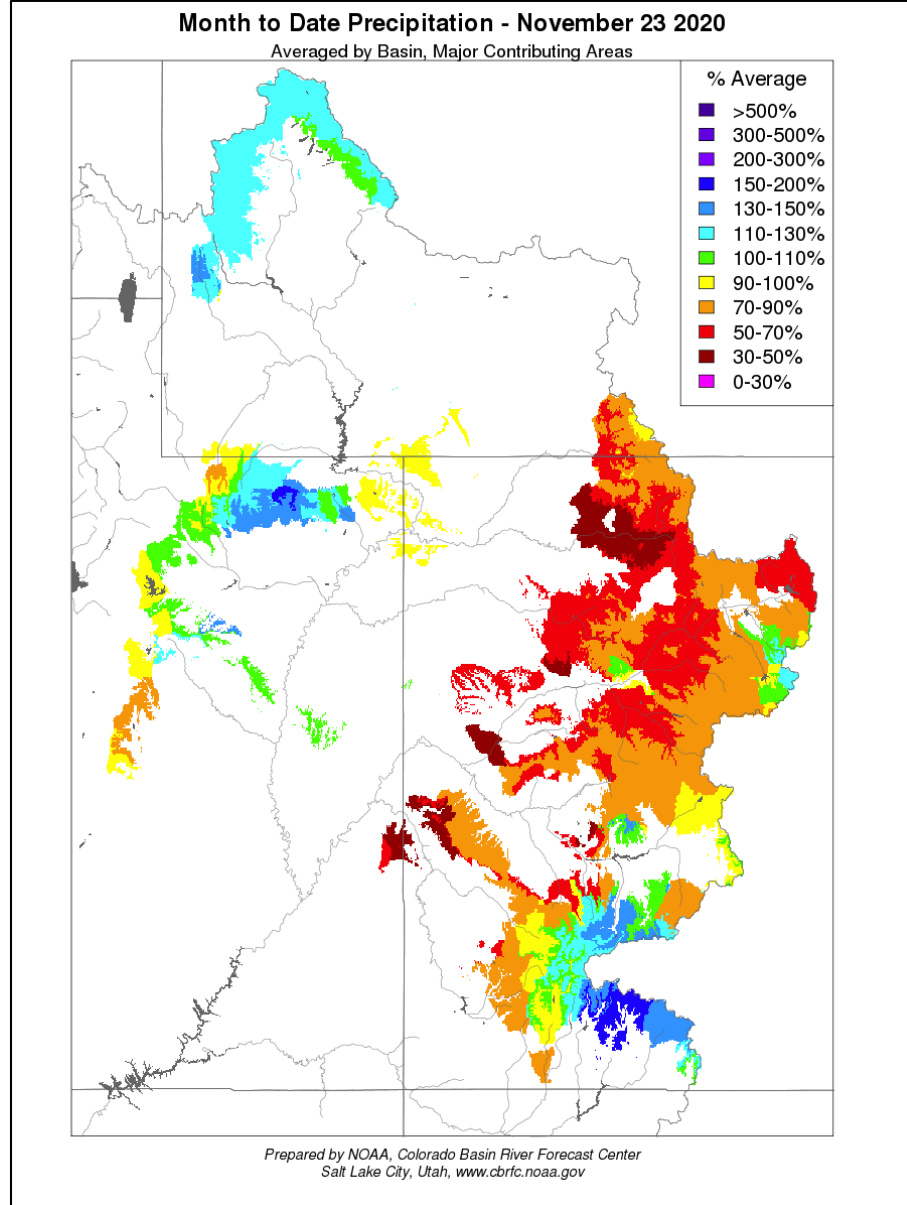 Month to Date Precipitation - November 23 2020
Averaged by Basin, Major Contributing Areas
% Average
>500%
300-500%
200-300%
150-200%
130-150%
110-130%
100-110%
90-100%
70-90%
50-70%
30-50%
0-30%
Prepared by NOAA, Colorado Basin River Forecast Center
Salt Lake City, Utah, www.cbrfc.noaa.gov